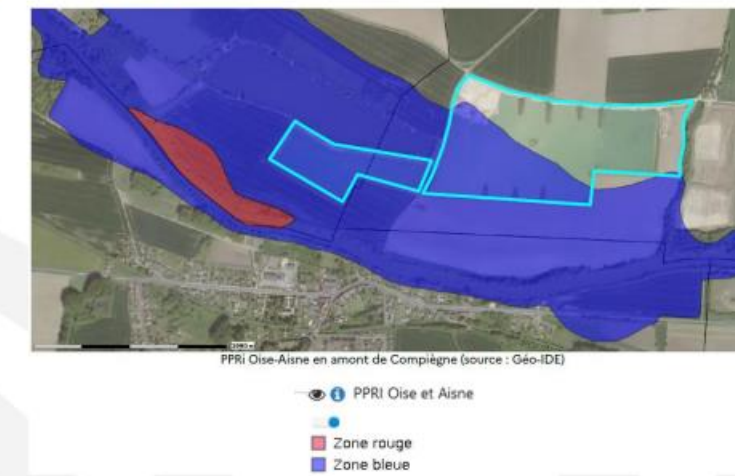 PPRi Oise-Aisne en amont de Compiègne (source : Géo-IDE)
PPRI Oise et Aisne
Zone rouge
Zone bleue